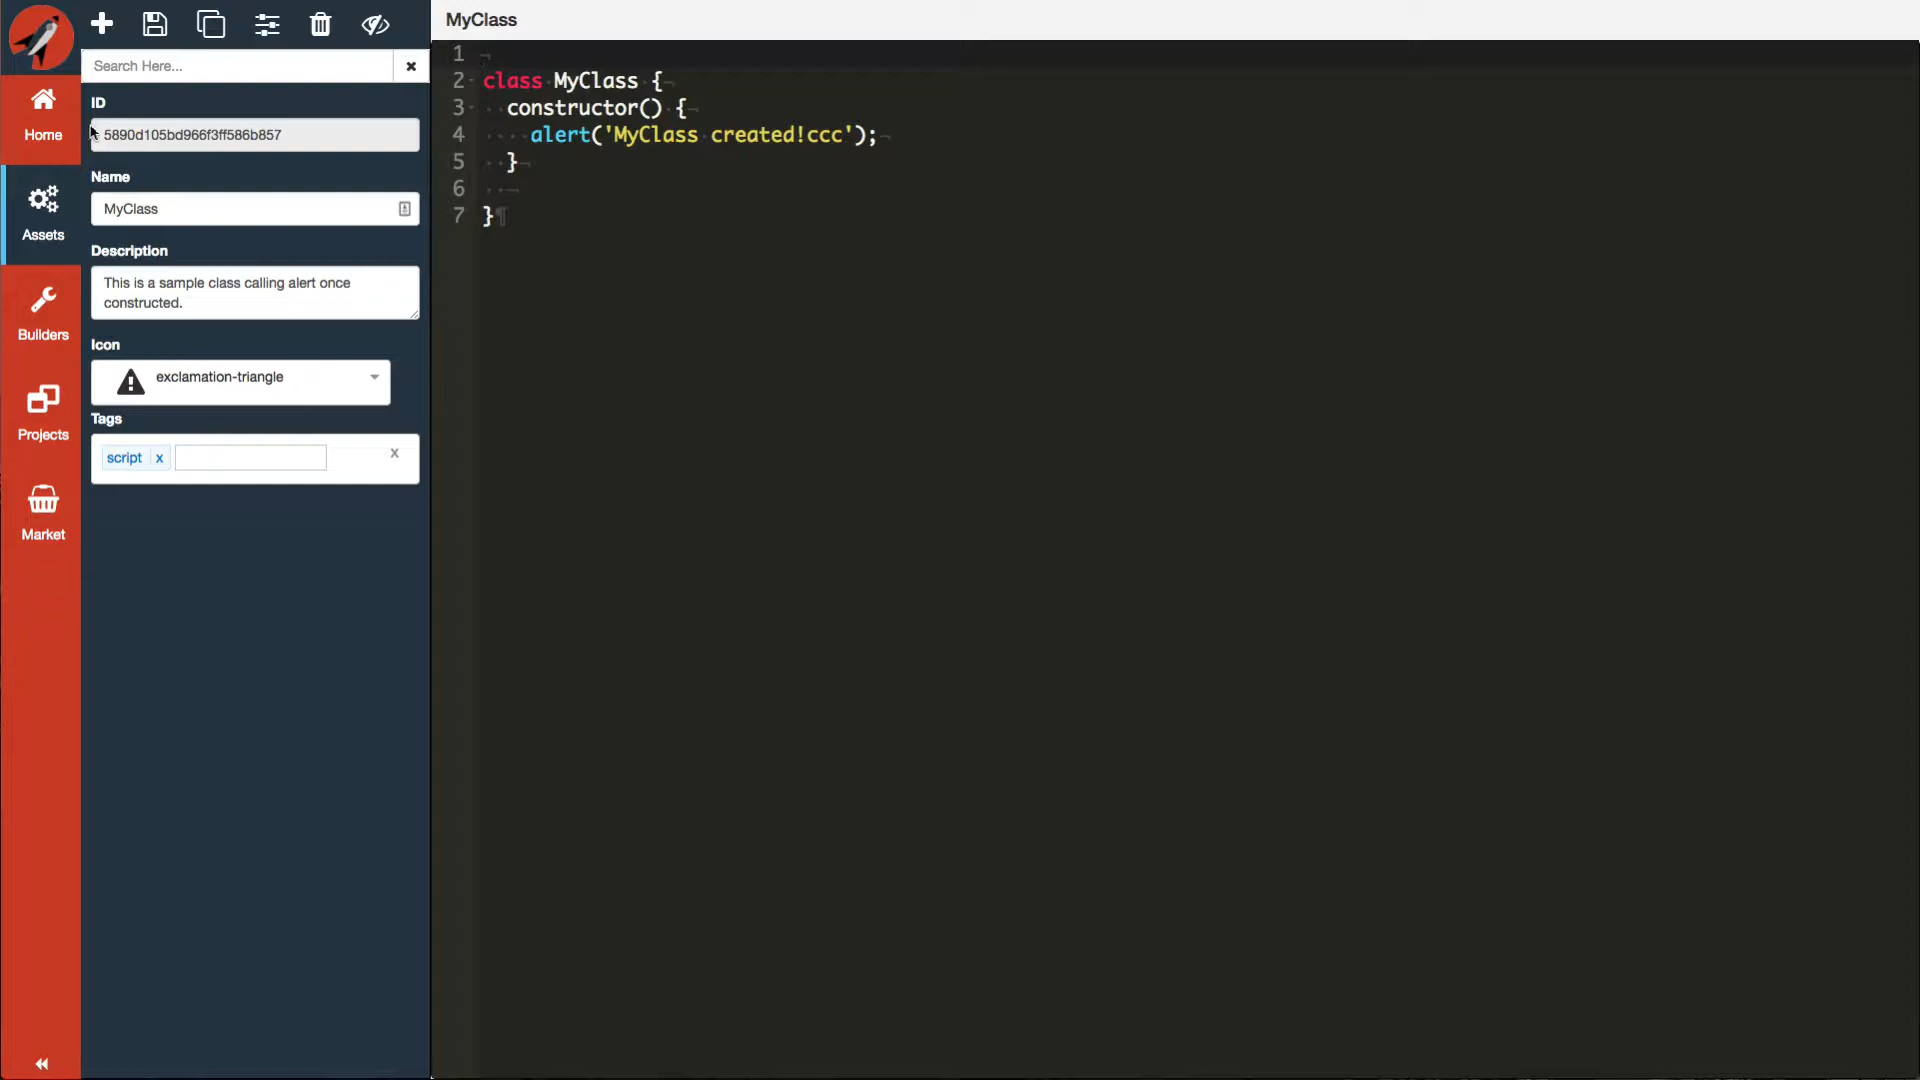 MyClass
Search Here...
ID
Home
5890d105bd966f3ff586b857
Name
MyClass
Assets
Description
This is a sample class calling alert once
constructed.
Builders
Icon
exclamation-triangle
Tags
Projects
script x
x
Market
1
2 class MyClass {
3 constructor() {
4 alert('MyClass created!ccc');
5 }
6
7 }